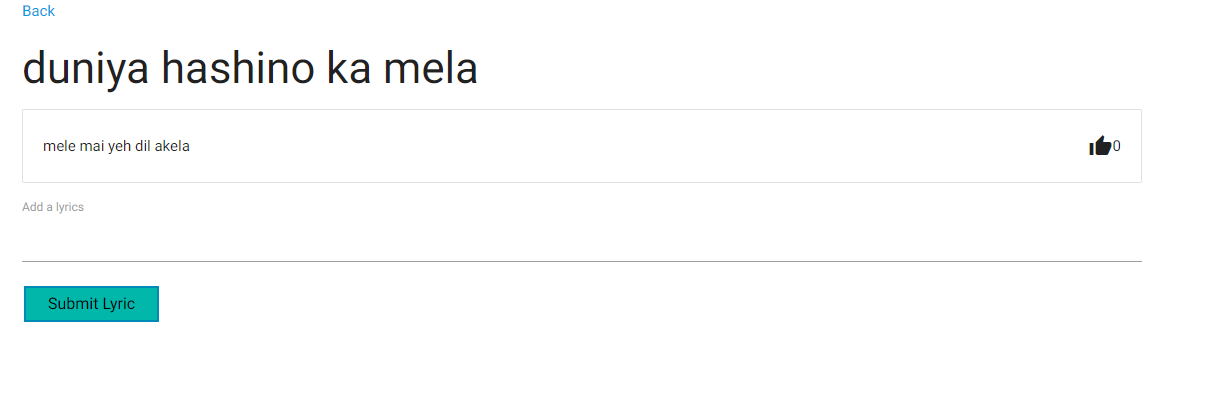 Back
duniya hashino ka mela
mele mai yeh dil akela
0
Add a lyrics
Submit Lyric